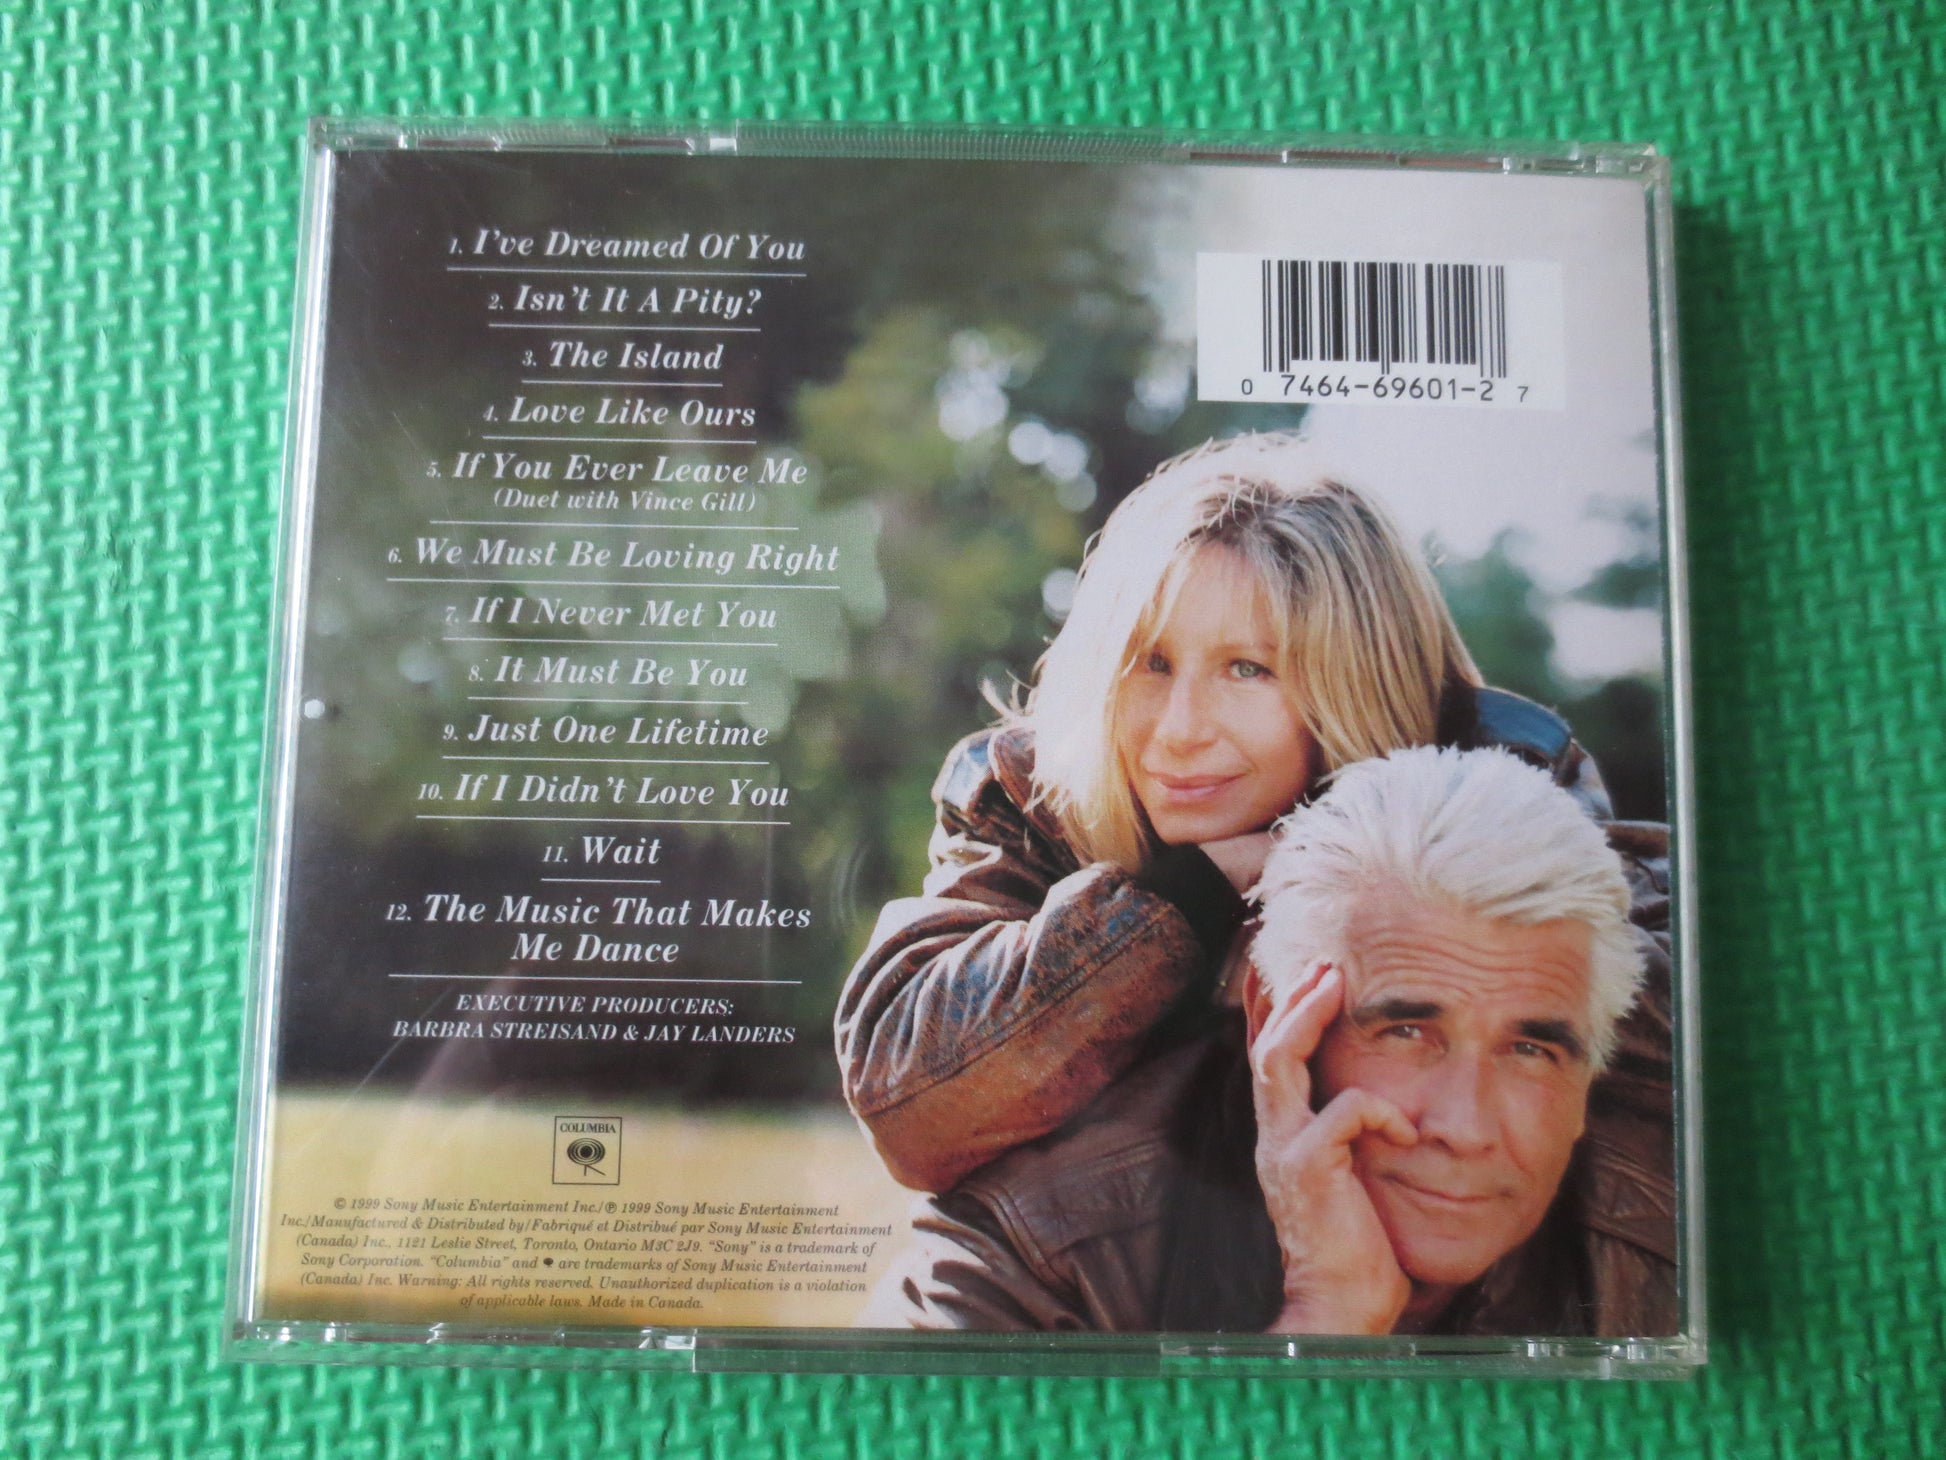 1. I've Dreamed Of You
2. Isn't It A Pity?
3. The Island
4. Love Like Ours
5. If You Ever Leave Me
(Duet with Vince Gill)
6. We Must Be Loving Right
7. If I Never Met You
8. It Must Be You
9. Just One Lifetime
10. If I Didn't Love You
11. Wait
12. The Music That Makes
Me Dance
EXECUTIVE PRODUCERS:
BARBRA STREISAND & JAY LANDERS
0 7464-69601-2 7
COLUMBIA
© 1999 Sony Music Entertainment Inc./℗ 1999 Sony Music Entertainment
Inc./Manufactured & Distributed by/Fabriqué et Distribué par Sony Music Entertainment
(Canada) Inc., 1121 Leslie Street, Toronto, Ontario M3C 2J9. "Sony" is a trademark of
Sony Corporation. "Columbia" and are trademarks of Sony Music Entertainment
(Canada) Inc. Warning: All rights reserved. Unauthorized duplication is a violation
of applicable laws. Made in Canada.